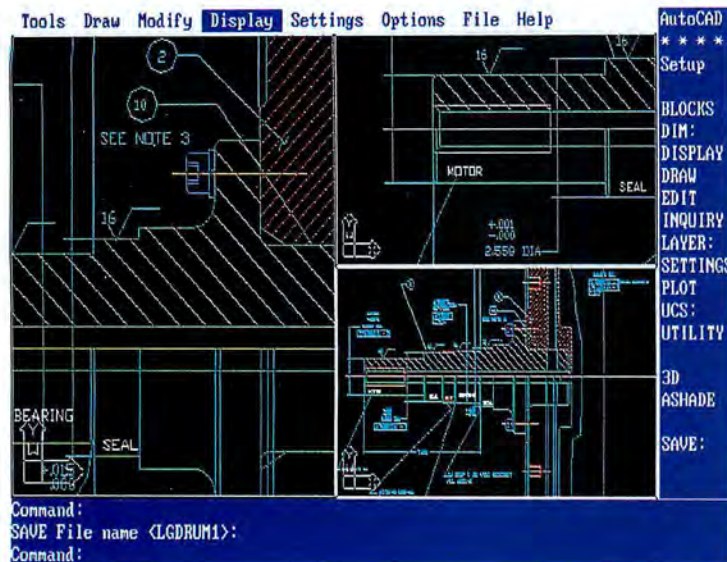 Tools Draw Modify Display Settings Options File Help
AutoCAD
* * * *
Setup
BLOCKS
DIM:
DISPLAY
DRAW
EDIT
INQUIRY
LAYER:
SETTINGS
PLOT
UCS:
UTILITY
3D
ASHADE
SAVE:
2
10
SEE NOTE 3
16
BEARING
SEAL
16
16
MOTOR
SEAL
+.001
-.000
2.559 DIA
Command:
SAVE File name <LGDRUM1>:
Command: